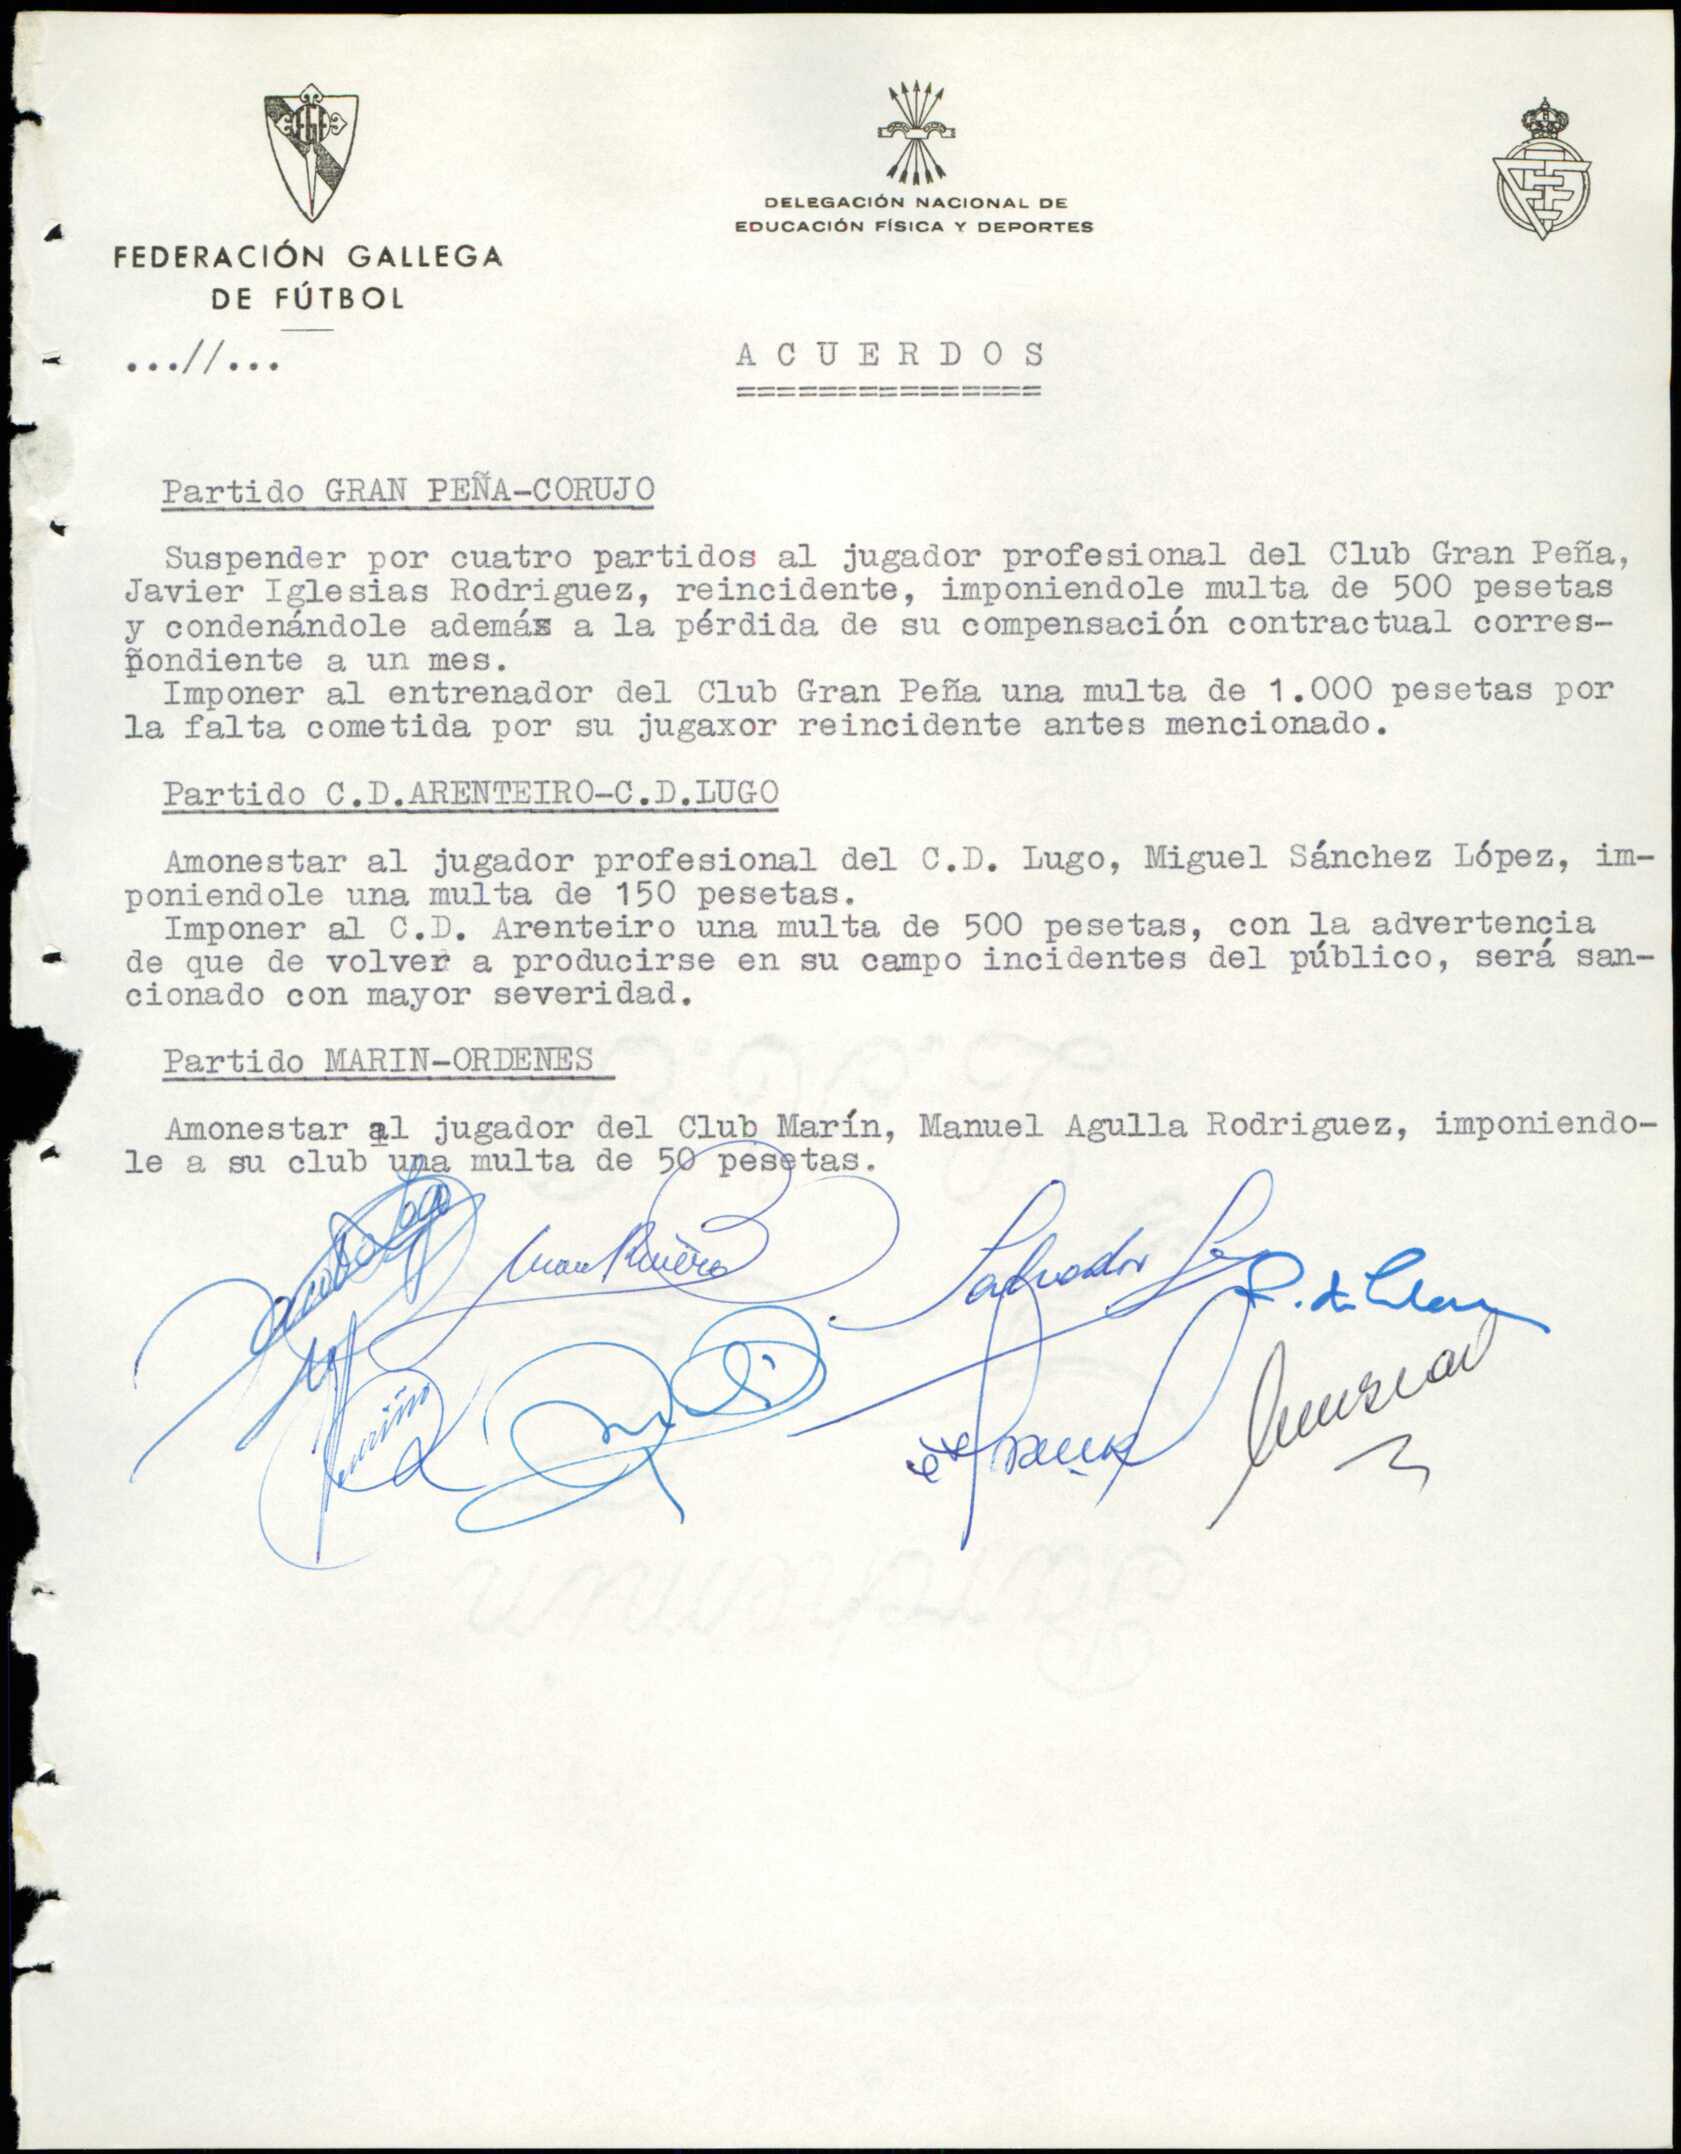 FEDERACIÓN GALLEGA
DE FÚTBOL
DELEGACIÓN NACIONAL DE
EDUCACIÓN FÍSICA Y DEPORTES
...//...
A C U E R D O S
===============
Partido GRAN PEÑA-CORUJO
Suspender por cuatro partidos al jugador profesional del Club Gran Peña,
Javier Iglesias Rodriguez, reincidente, imponiendole multa de 500 pesetas
y condenándole además a la pérdida de su compensación contractual corres-
pondiente a un mes.
Imponer al entrenador del Club Gran Peña una multa de 1.000 pesetas por
la falta cometida por su jugaxor reincidente antes mencionado.
Partido C.D.ARENTEIRO-C.D.LUGO
Amonestar al jugador profesional del C.D. Lugo, Miguel Sánchez López, im-
poniendole una multa de 150 pesetas.
Imponer al C.D. Arenteiro una multa de 500 pesetas, con la advertencia
de que de volver a producirse en su campo incidentes del público, será san-
cionado con mayor severidad.
Partido MARIN-ORDENES
Amonestar al jugador del Club Marín, Manuel Agulla Rodriguez, imponiendo-
le a su club una multa de 50 pesetas.
Salvador